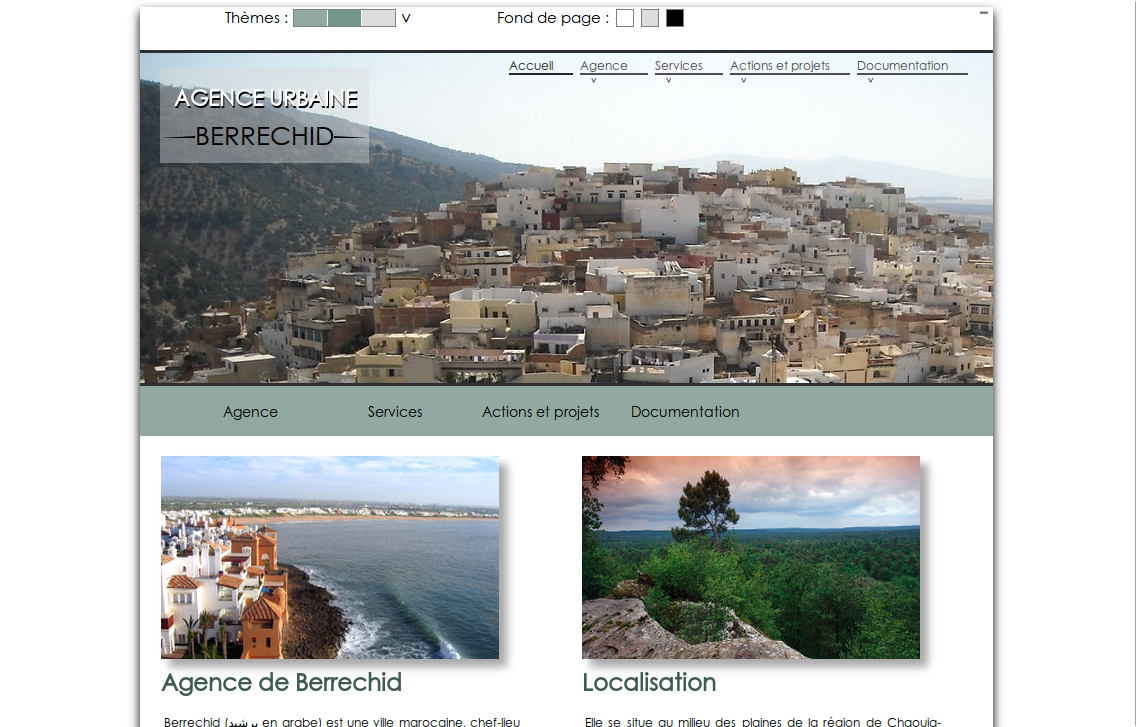 Thèmes : v Fond de page :
Accueil Agence Services Actions et projets Documentation
v v v v
AGENCE URBAINE
BERRECHID
Agence Services Actions et projets Documentation
Agence de Berrechid
Localisation
Berrechid (برشيد en arabe) est une ville marocaine, chef-lieu
Elle se situe au milieu des plaines de la région de Chaouia-